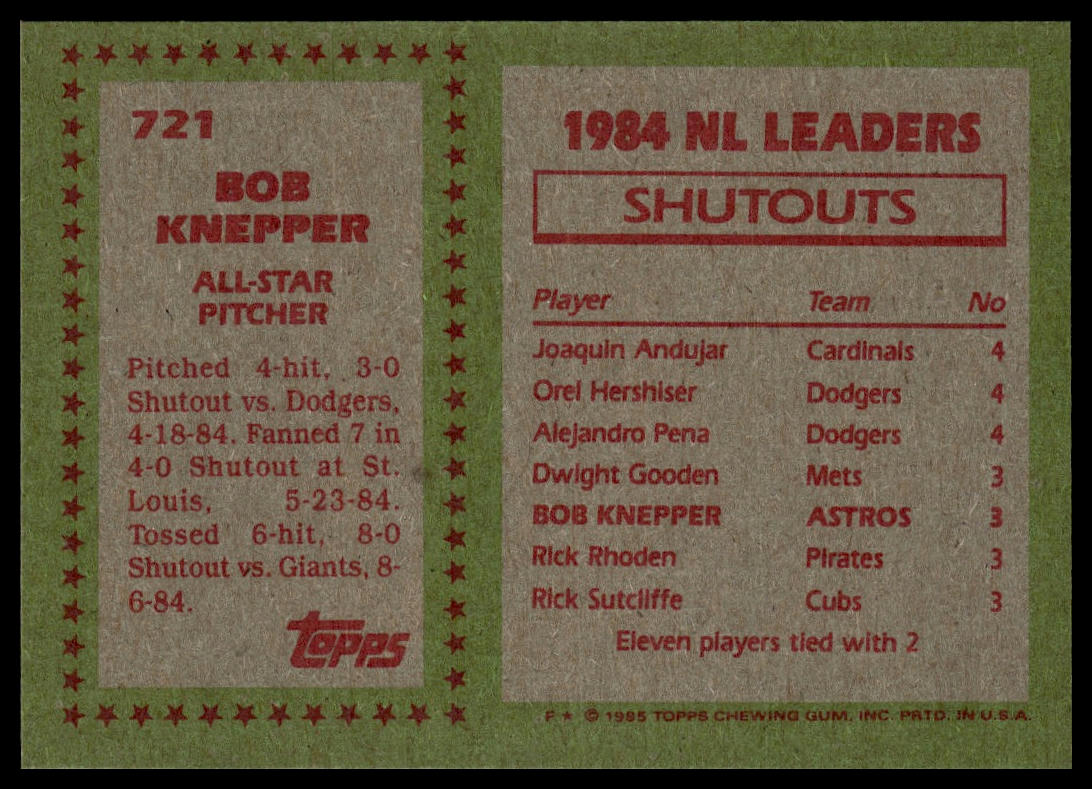 721
BOB
KNEPPER
ALL-STAR
PITCHER
Pitched 4-hit, 3-0
Shutout vs. Dodgers,
4-18-84. Fanned 7 in
4-0 Shutout at St.
Louis, 5-23-84.
Tossed 6-hit, 8-0
Shutout vs. Giants, 8-
6-84.
topps
1984 NL LEADERS
SHUTOUTS
Player Team No
Joaquin Andujar Cardinals 4
Orel Hershiser Dodgers 4
Alejandro Pena Dodgers 4
Dwight Gooden Mets 3
BOB KNEPPER ASTROS 3
Rick Rhoden Pirates 3
Rick Sutcliffe Cubs 3
Eleven players tied with 2
F ★ © 1985 TOPPS CHEWING GUM, INC. PRTD. IN U.S.A.